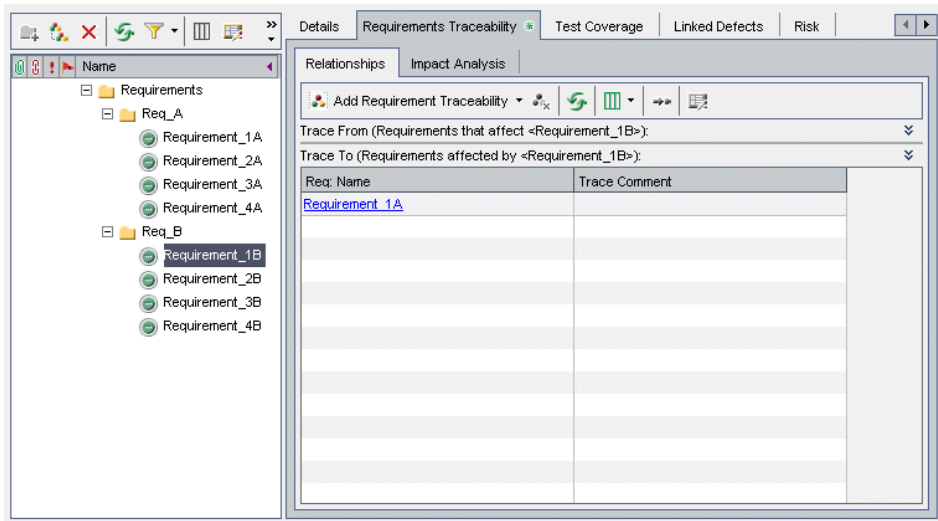 Name
Requirements
Req_A
Requirement_1A
Requirement_2A
Requirement_3A
Requirement_4A
Req_B
Requirement_1B
Requirement_2B
Requirement_3B
Requirement_4B
Details Requirements Traceability * Test Coverage Linked Defects Risk
Relationships Impact Analysis
Add Requirement Traceability
Trace From (Requirements that affect <Requirement_1B>):
Trace To (Requirements affected by <Requirement_1B>):
Req: Name Trace Comment
Requirement_1A